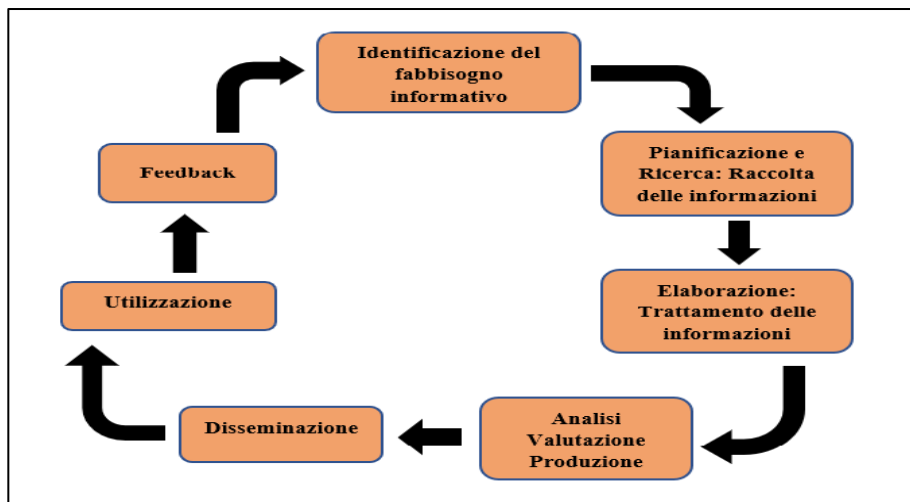 Identificazione del
fabbisogno
informativo
Pianificazione e
Ricerca: Raccolta
delle informazioni
Elaborazione:
Trattamento delle
informazioni
Analisi
Valutazione
Produzione
Disseminazione
Utilizzazione
Feedback